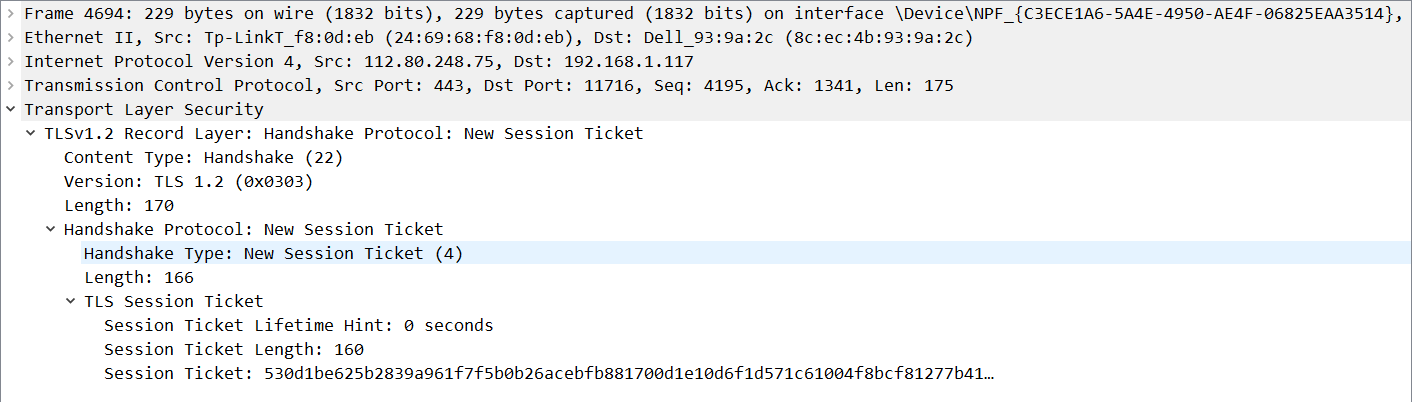 Frame 4694: 229 bytes on wire (1832 bits), 229 bytes captured (1832 bits) on interface \Device\NPF_{C3ECE1A6-5A4E-4950-AE4F-06825EAA3514},
Ethernet II, Src: Tp-LinkT_f8:0d:eb (24:69:68:f8:0d:eb), Dst: Dell_93:9a:2c (8c:ec:4b:93:9a:2c)
Internet Protocol Version 4, Src: 112.80.248.75, Dst: 192.168.1.117
Transmission Control Protocol, Src Port: 443, Dst Port: 11716, Seq: 4195, Ack: 1341, Len: 175
Transport Layer Security
TLSv1.2 Record Layer: Handshake Protocol: New Session Ticket
Content Type: Handshake (22)
Version: TLS 1.2 (0x0303)
Length: 170
Handshake Protocol: New Session Ticket
Handshake Type: New Session Ticket (4)
Length: 166
TLS Session Ticket
Session Ticket Lifetime Hint: 0 seconds
Session Ticket Length: 160
Session Ticket: 530d1be625b2839a961f7f5b0b26acebfb881700d1e10d6f1d571c61004f8bcf81277b41…